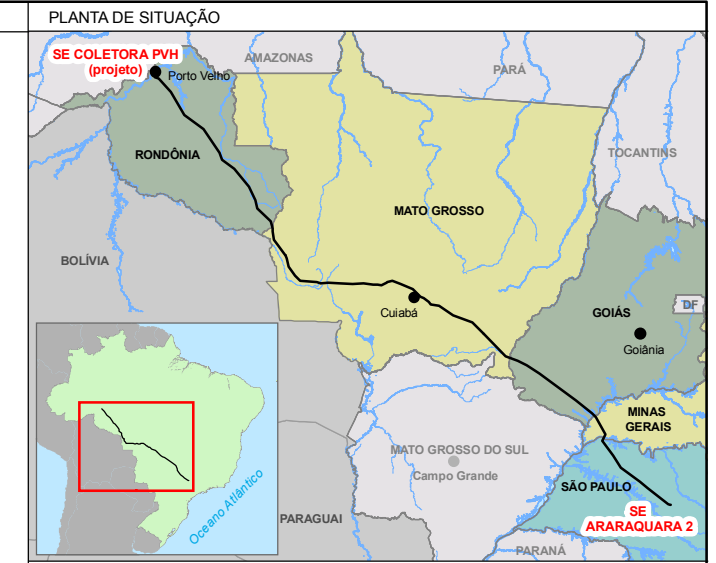 PLANTA DE SITUAÇÃO
SE COLETORA PVH
(projeto)
Porto Velho
AMAZONAS
PARÁ
RONDÔNIA
TOCANTINS
MATO GROSSO
BOLÍVIA
Cuiabá
GOIÁS
DF
Goiânia
MINAS
GERAIS
MATO GROSSO DO SUL
Campo Grande
SÃO PAULO
SE
ARARAQUARA 2
PARAGUAI
PARANÁ
Oceano Atlântico